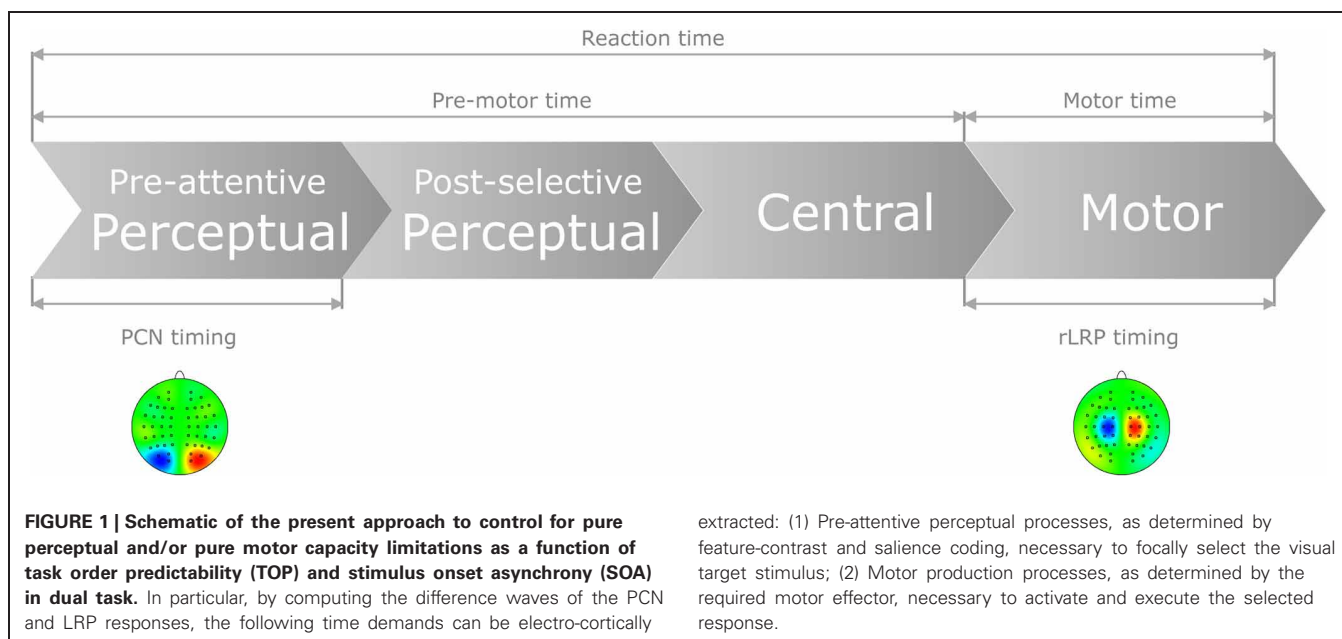 Reaction time
Pre-motor time
Motor time
Pre-attentive
Perceptual
Post-selective
Perceptual
Central
Motor
PCN timing
rLRP timing
FIGURE 1 | Schematic of the present approach to control for pure
perceptual and/or pure motor capacity limitations as a function of
task order predictability (TOP) and stimulus onset asynchrony (SOA)
in dual task. In particular, by computing the difference waves of the PCN
and LRP responses, the following time demands can be electro-cortically
extracted: (1) Pre-attentive perceptual processes, as determined by
feature-contrast and salience coding, necessary to focally select the visual
target stimulus; (2) Motor production processes, as determined by the
required motor effector, necessary to activate and execute the selected
response.